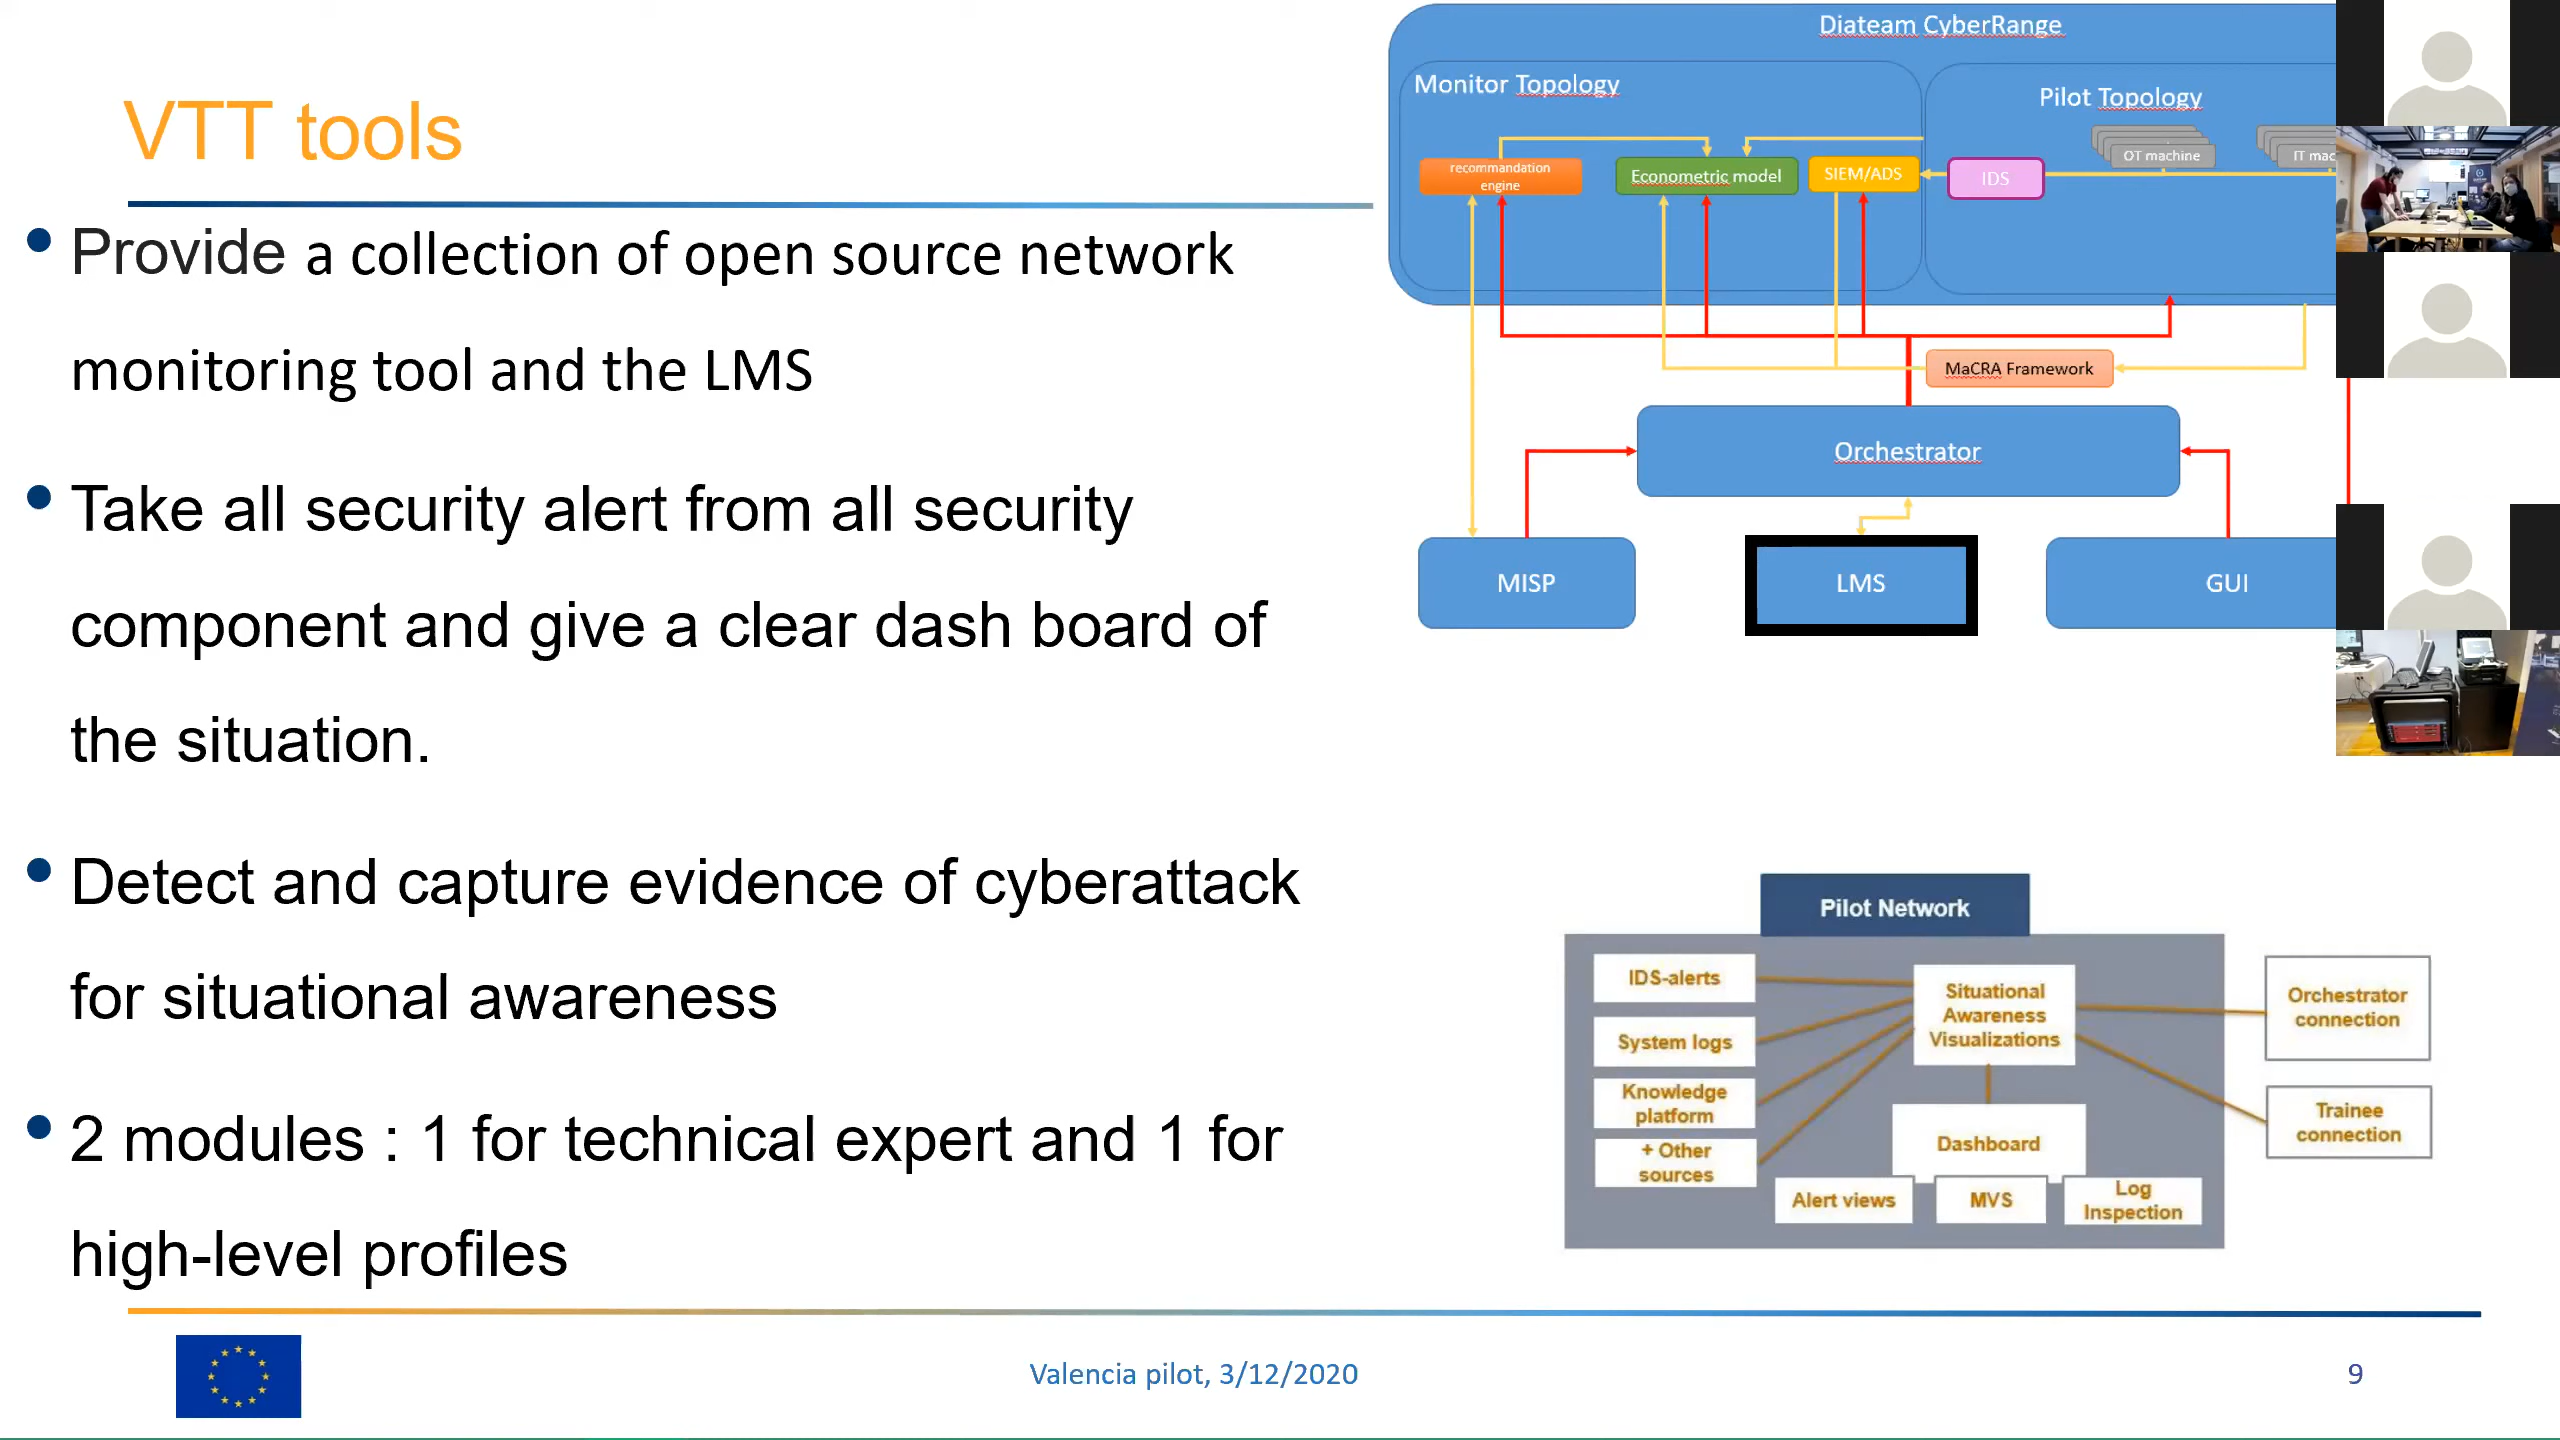 VTT tools
Provide a collection of open source network
monitoring tool and the LMS
Take all security alert from all security
component and give a clear dash board of
the situation.
Detect and capture evidence of cyberattack
for situational awareness
2 modules : 1 for technical expert and 1 for
high-level profiles
Diateam CyberRange
Monitor Topology
Pilot Topology
OT machine
IT mac
recommandation
engine
Econometric model
SIEM/ADS
IDS
MaCRA Framework
Orchestrator
MISP
LMS
GUI
Pilot Network
IDS-alerts
System logs
Knowledge
platform
+ Other
sources
Situational
Awareness
Visualizations
Dashboard
Alert views
MVS
Log
Inspection
Orchestrator
connection
Trainee
connection
Valencia pilot, 3/12/2020
9